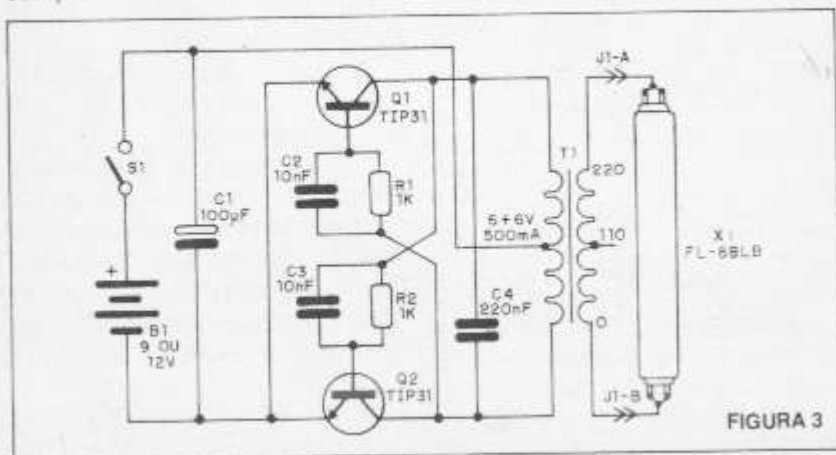 J1-A
Q1
TIP31
S1
C1
100µF
C2
10nF
R1
1K
T1
220
6+6V
500mA
110
X1
FL-8BLB
C3
10nF
R2
1K
C4
220nF
+
B1
9 OU
12V
0
Q2
TIP31
J1-B
FIGURA 3